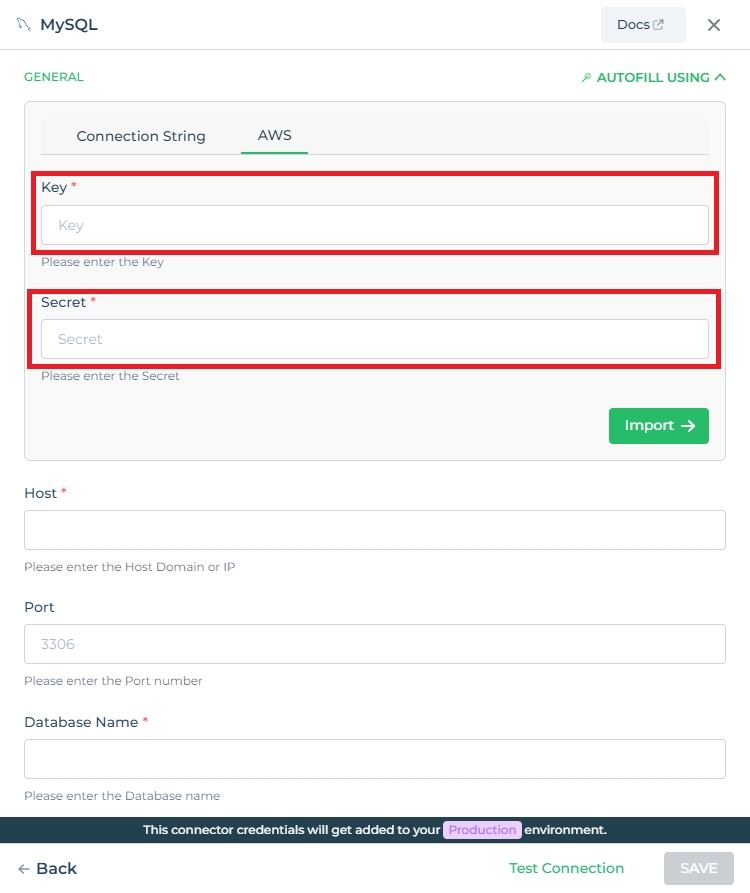 MySQL
Docs
GENERAL
AUTOFILL USING
Connection String
AWS
Key *
Key
Please enter the Key
Secret *
Secret
Please enter the Secret
Import
Host *
Please enter the Host Domain or IP
Port
3306
Please enter the Port number
Database Name *
Please enter the Database name
This connector credentials will get added to your Production environment.
Back
Test Connection
SAVE